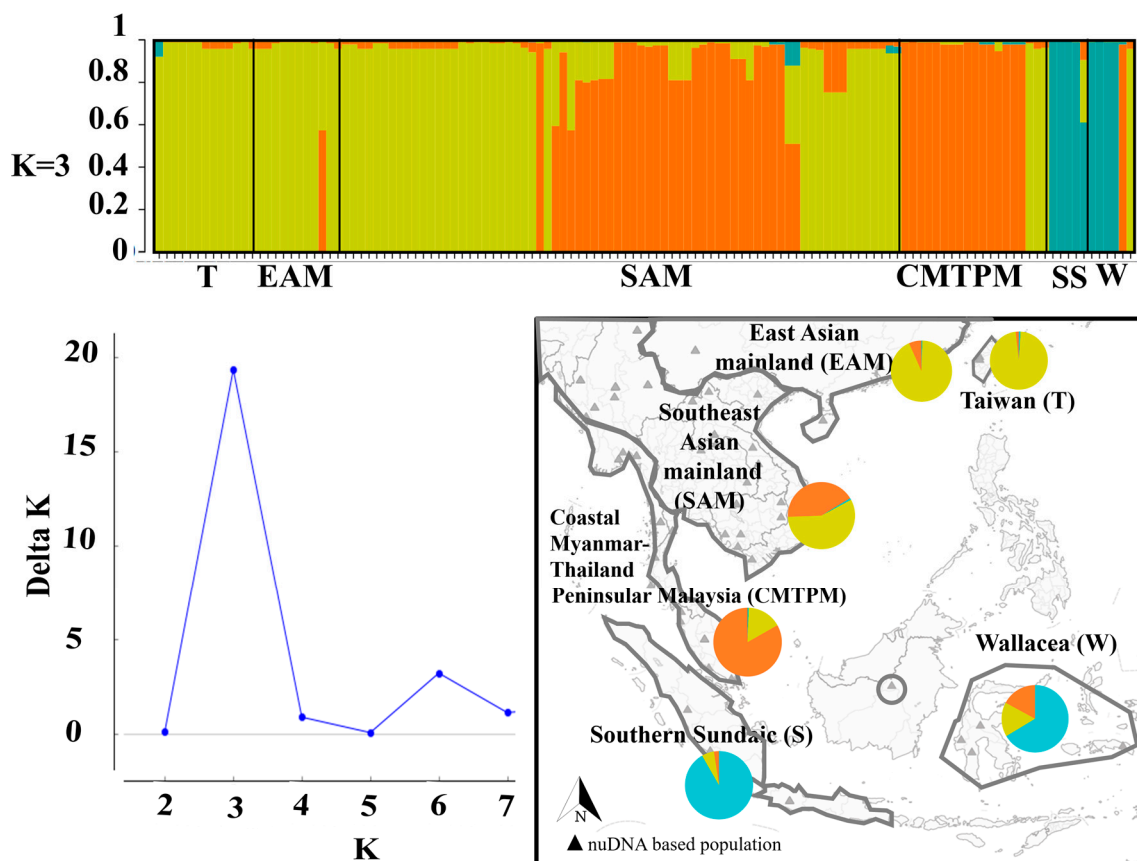 1
0.8
0.6
K=3
0.4
0.2
0
T EAM SAM CMTPM SS W
20
15
10
5
0
Delta K
2 3 4 5 6 7
K
East Asian
mainland (EAM)
Taiwan (T)
Southeast
Asian
mainland
(SAM)
Coastal
Myanmar-
Thailand
Peninsular Malaysia (CMTPM)
Wallacea (W)
Southern Sundaic (S)
N
nuDNA based population